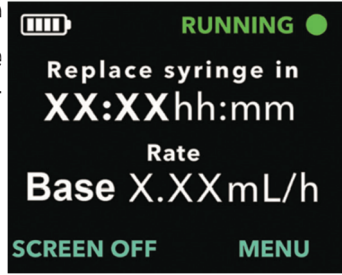 RUNNING
Replace syringe in
XX:XXhh:mm
Rate
Base X.XXmL/h
SCREEN OFF MENU